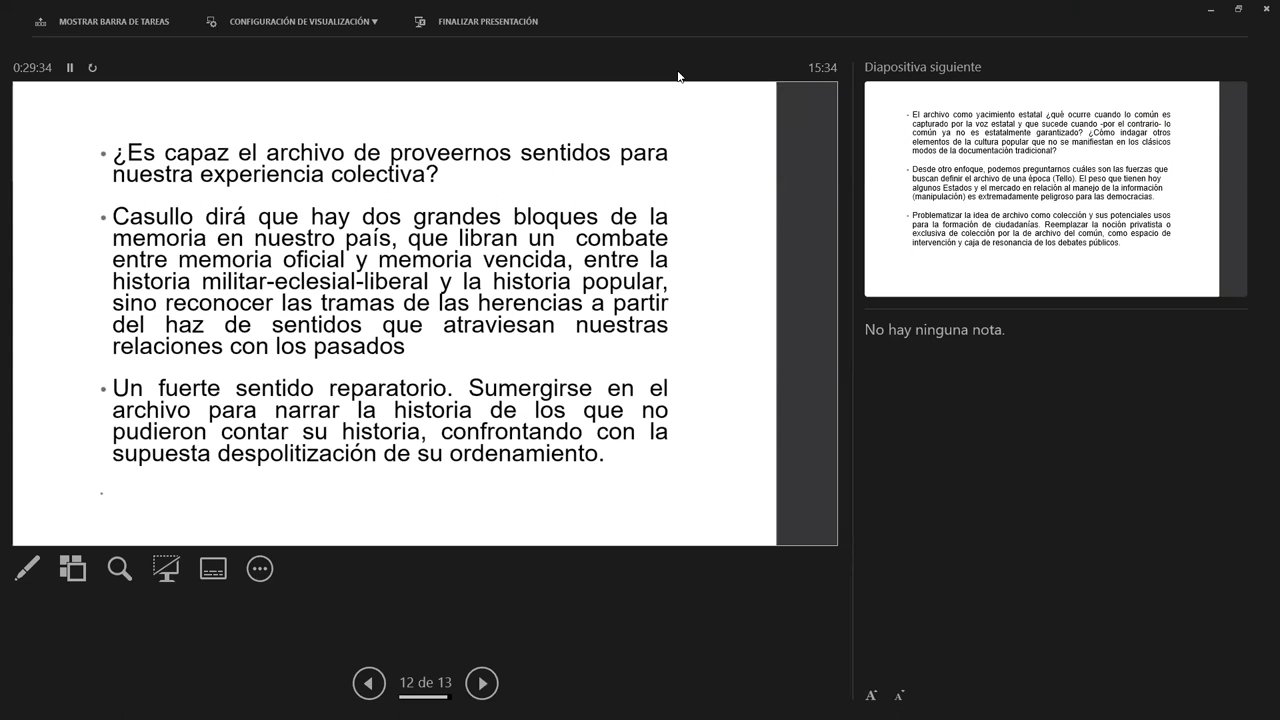 MOSTRAR BARRA DE TAREAS
CONFIGURACIÓN DE VISUALIZACIÓN ▼
FINALIZAR PRESENTACIÓN
0:29:34
15:34
• ¿Es capaz el archivo de proveernos sentidos para
nuestra experiencia colectiva?
• Casullo dirá que hay dos grandes bloques de la
memoria en nuestro país, que libran un combate
entre memoria oficial y memoria vencida, entre la
historia militar-eclesial-liberal y la historia popular,
sino reconocer las tramas de las herencias a partir
del haz de sentidos que atraviesan nuestras
relaciones con los pasados
• Un fuerte sentido reparatorio. Sumergirse en el
archivo para narrar la historia de los que no
pudieron contar su historia, confrontando con la
supuesta despolitización de su ordenamiento.
•
12 de 13
Diapositiva siguiente
- El archivo como yacimiento estatal ¿qué ocurre cuando lo común es
capturado por la voz estatal y que sucede cuando -por el contrario- lo
común ya no es estatalmente garantizado? ¿Cómo indagar otros
elementos de la cultura popular que no se manifiestan en los clásicos
modos de la documentación tradicional?
- Desde otro enfoque, podemos preguntarnos cuáles son las fuerzas que
buscan definir el archivo de una época (Tello). El peso que tienen hoy
algunos Estados y el mercado en relación al manejo de la información
(manipulación) es extremadamente peligroso para las democracias.
- Problematizar la idea de archivo como colección y sus potenciales usos
para la formación de ciudadanías. Reemplazar la noción privatista o
exclusiva de colección por la de archivo del común, como espacio de
intervención y caja de resonancia de los debates públicos.
No hay ninguna nota.
A A